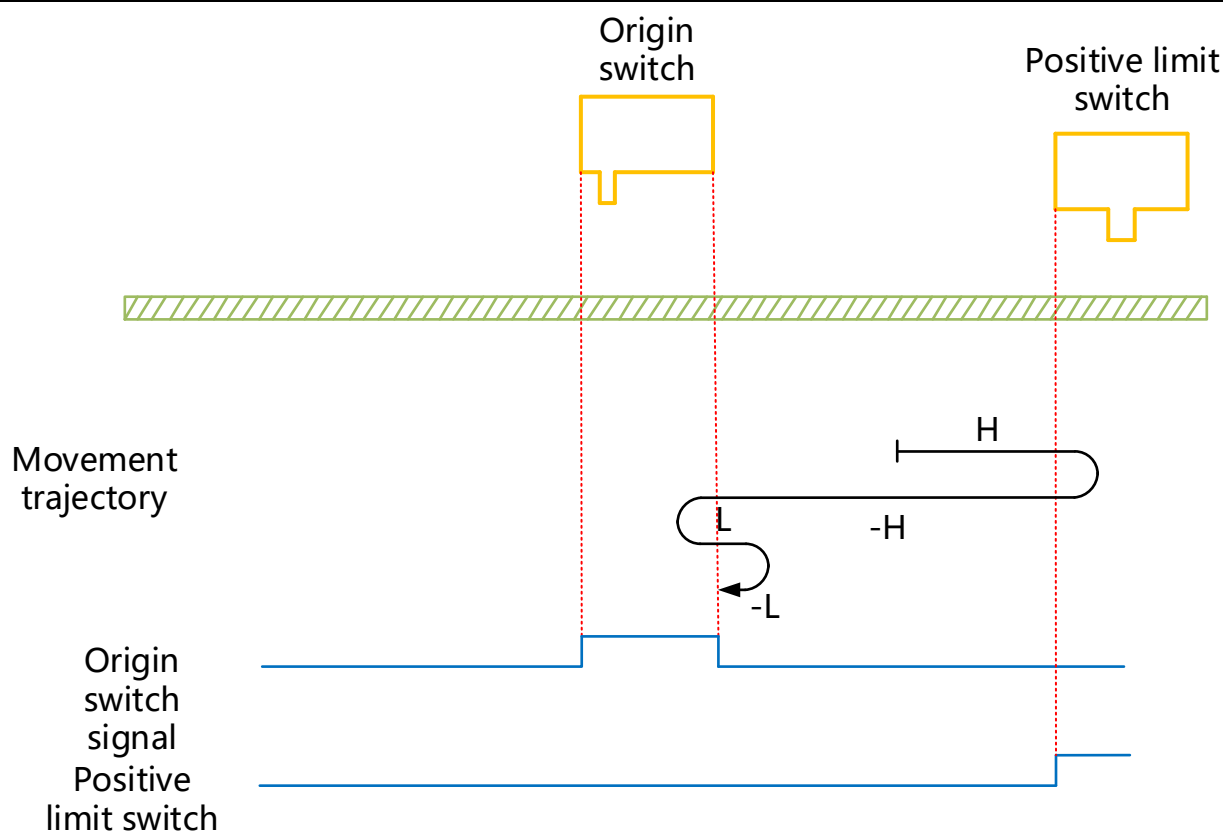 Origin
switch
Positive limit
switch
H
Movement
trajectory
L
-H
-L
Origin
switch
signal
Positive
limit switch